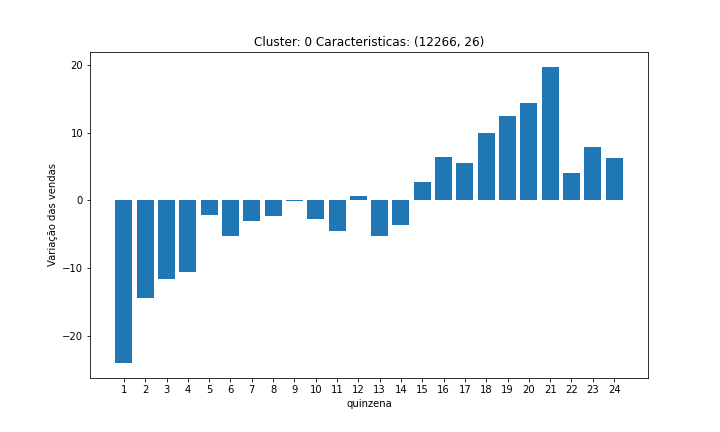 Cluster: 0 Caracteristicas: (12266, 26)
20
10
0
−10
−20
Variação das vendas
1 2 3 4 5 6 7 8 9 10 11 12 13 14 15 16 17 18 19 20 21 22 23 24
quinzena